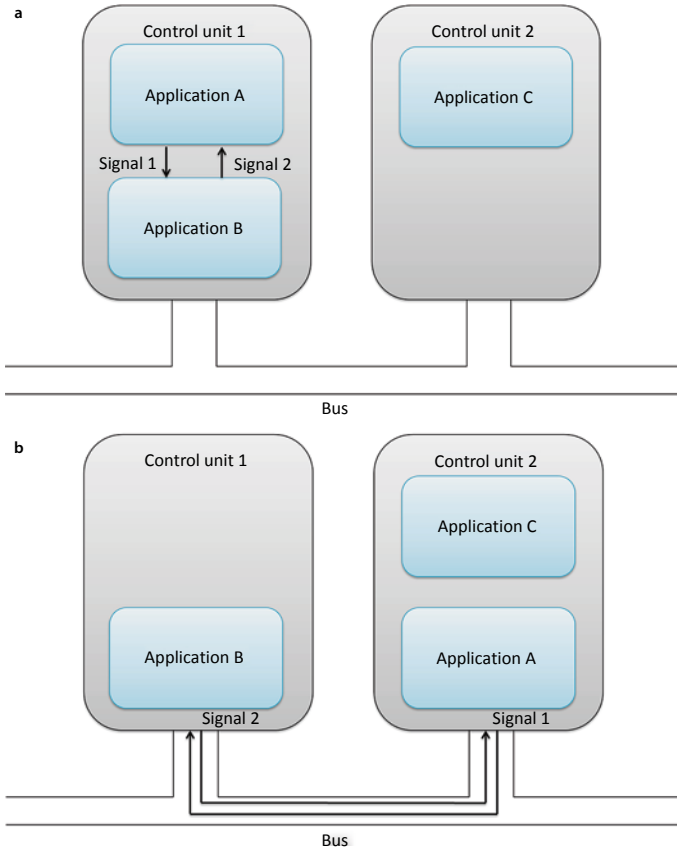 a
Control unit 1
Control unit 2
Application A
Application C
Signal 1
Signal 2
Application B
Bus
b
Control unit 1
Control unit 2
Application C
Application B
Application A
Signal 2
Signal 1
Bus